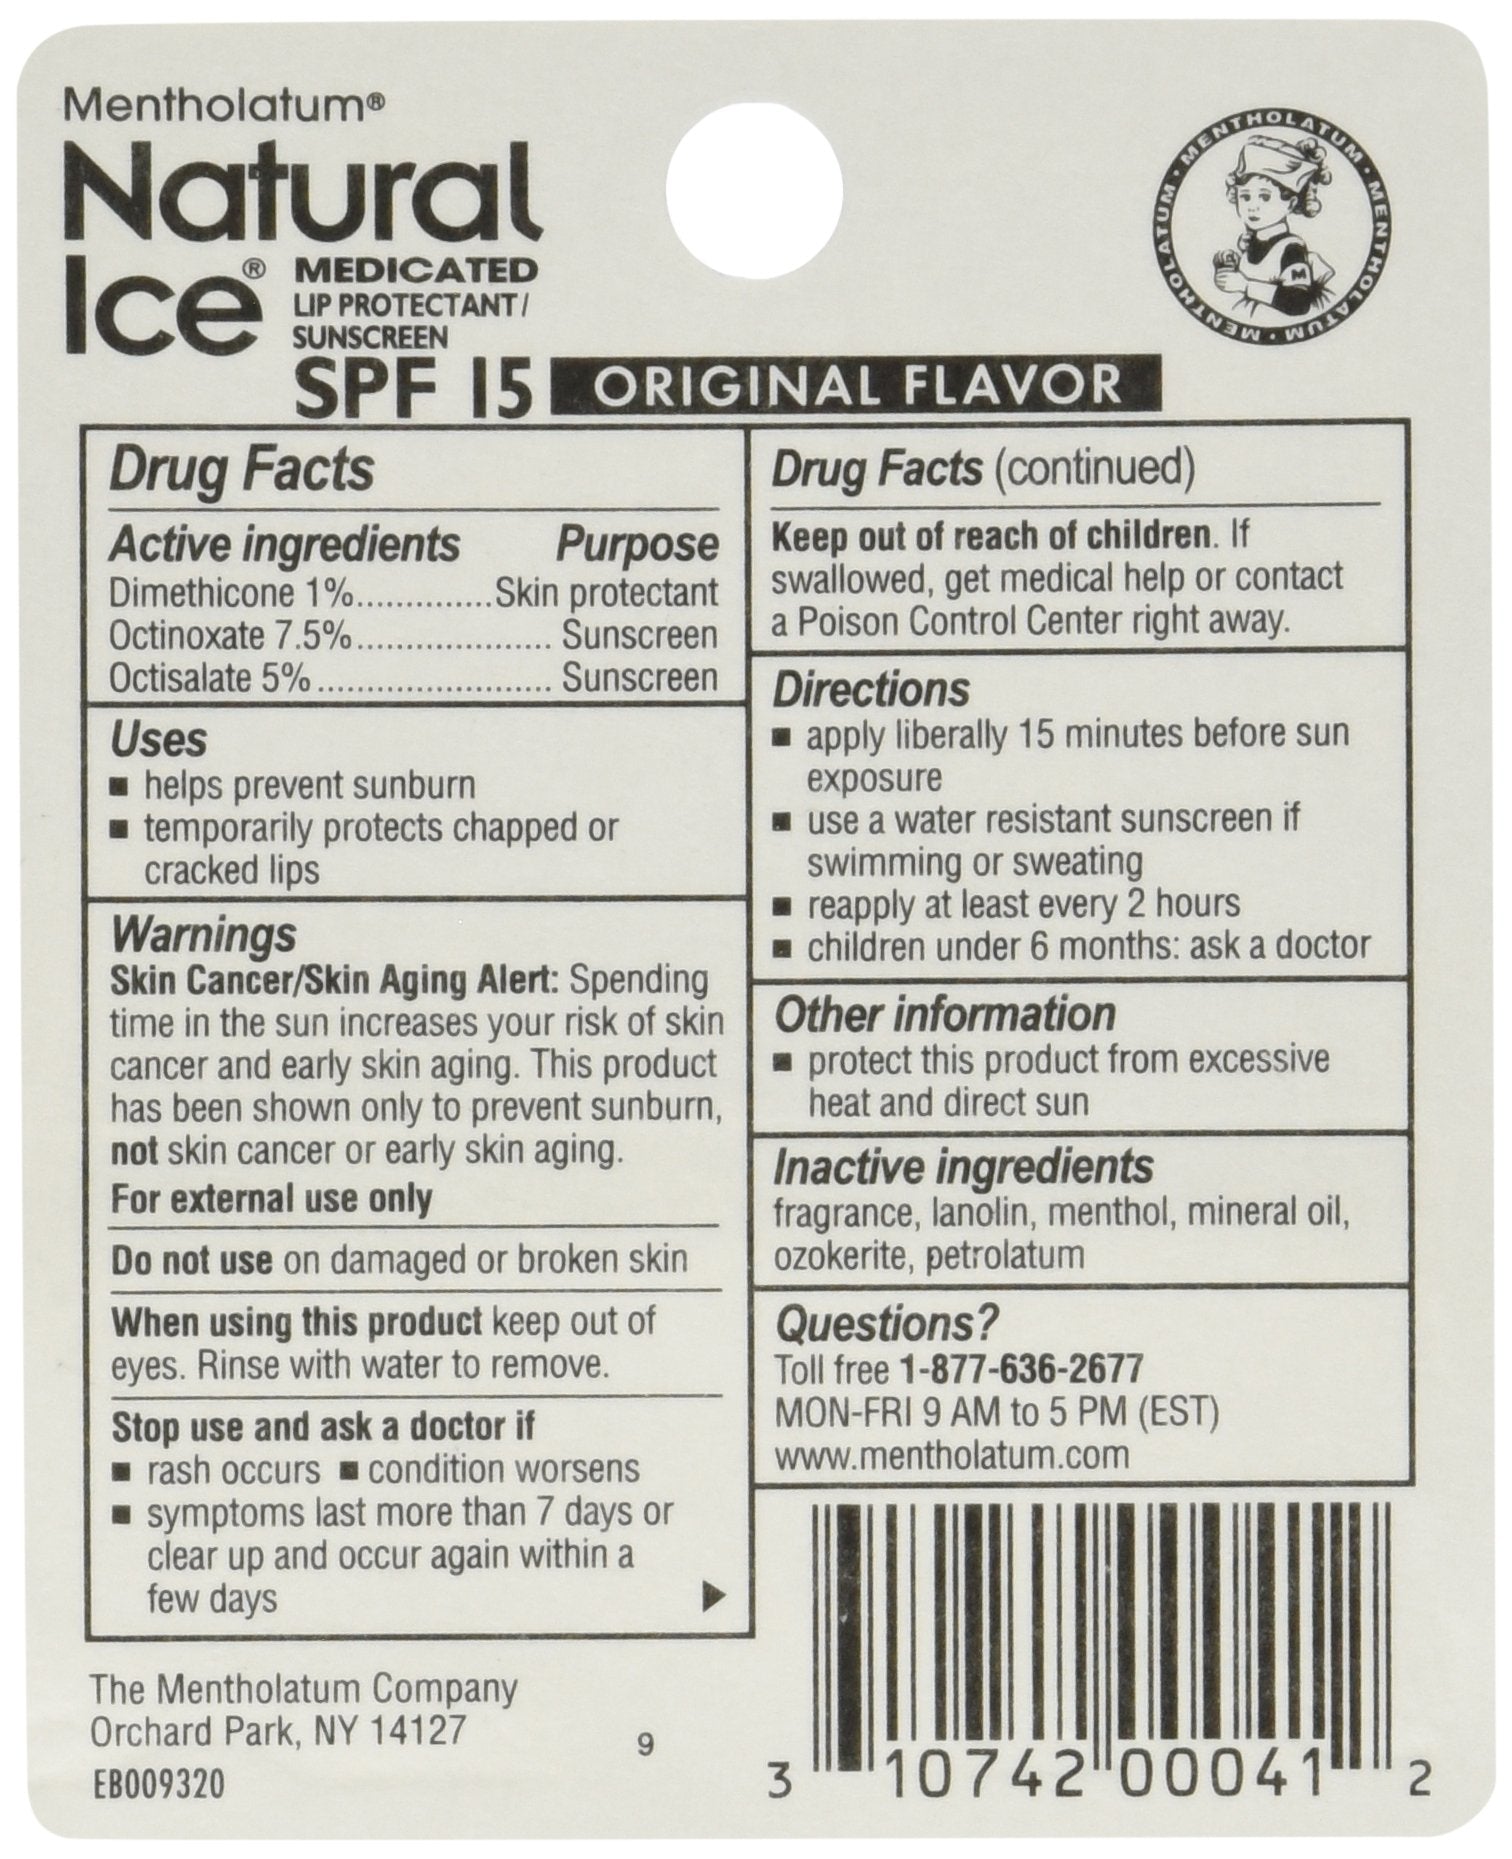 Mentholatum®
Natural
Ice® MEDICATED
LIP PROTECTANT/
SUNSCREEN
SPF 15 ORIGINAL FLAVOR
MENTHOLATUM · MENTHOLATUM · MENTHOLATUM · MENTHOLATUM ·
M
Drug Facts
Active ingredients Purpose
Dimethicone 1%..............Skin protectant
Octinoxate 7.5%.................... Sunscreen
Octisalate 5%........................ Sunscreen
Uses
■ helps prevent sunburn
■ temporarily protects chapped or
cracked lips
Warnings
Skin Cancer/Skin Aging Alert: Spending
time in the sun increases your risk of skin
cancer and early skin aging. This product
has been shown only to prevent sunburn,
not skin cancer or early skin aging.
For external use only
Do not use on damaged or broken skin
When using this product keep out of
eyes. Rinse with water to remove.
Stop use and ask a doctor if
■ rash occurs ■ condition worsens
■ symptoms last more than 7 days or
clear up and occur again within a
few days
Drug Facts (continued)
Keep out of reach of children. If
swallowed, get medical help or contact
a Poison Control Center right away.
Directions
■ apply liberally 15 minutes before sun
exposure
■ use a water resistant sunscreen if
swimming or sweating
■ reapply at least every 2 hours
■ children under 6 months: ask a doctor
Other information
■ protect this product from excessive
heat and direct sun
Inactive ingredients
fragrance, lanolin, menthol, mineral oil,
ozokerite, petrolatum
Questions?
Toll free 1-877-636-2677
MON-FRI 9 AM to 5 PM (EST)
www.mentholatum.com
The Mentholatum Company
Orchard Park, NY 14127
9
EB009320
3 10742 00041 2